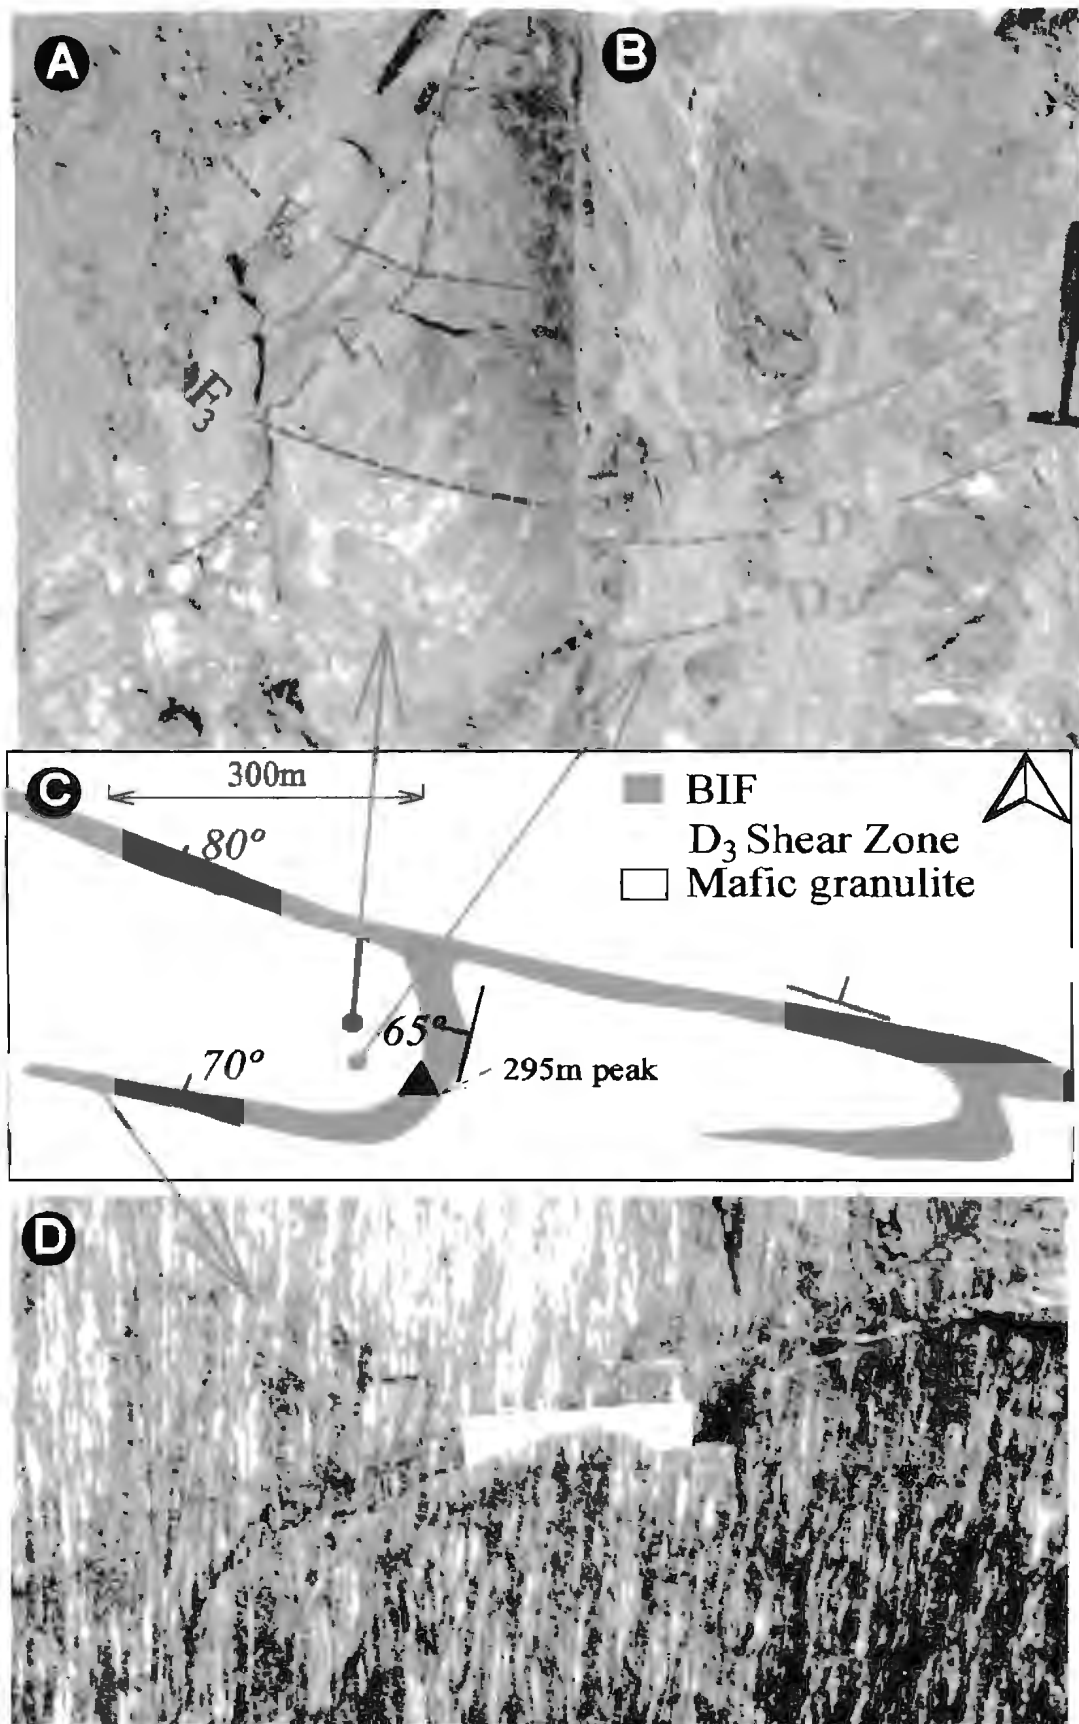 A
B
F₃
C
300m
80°
BIF
D₃ Shear Zone
Mafic granulite
65°
70°
295m peak
D